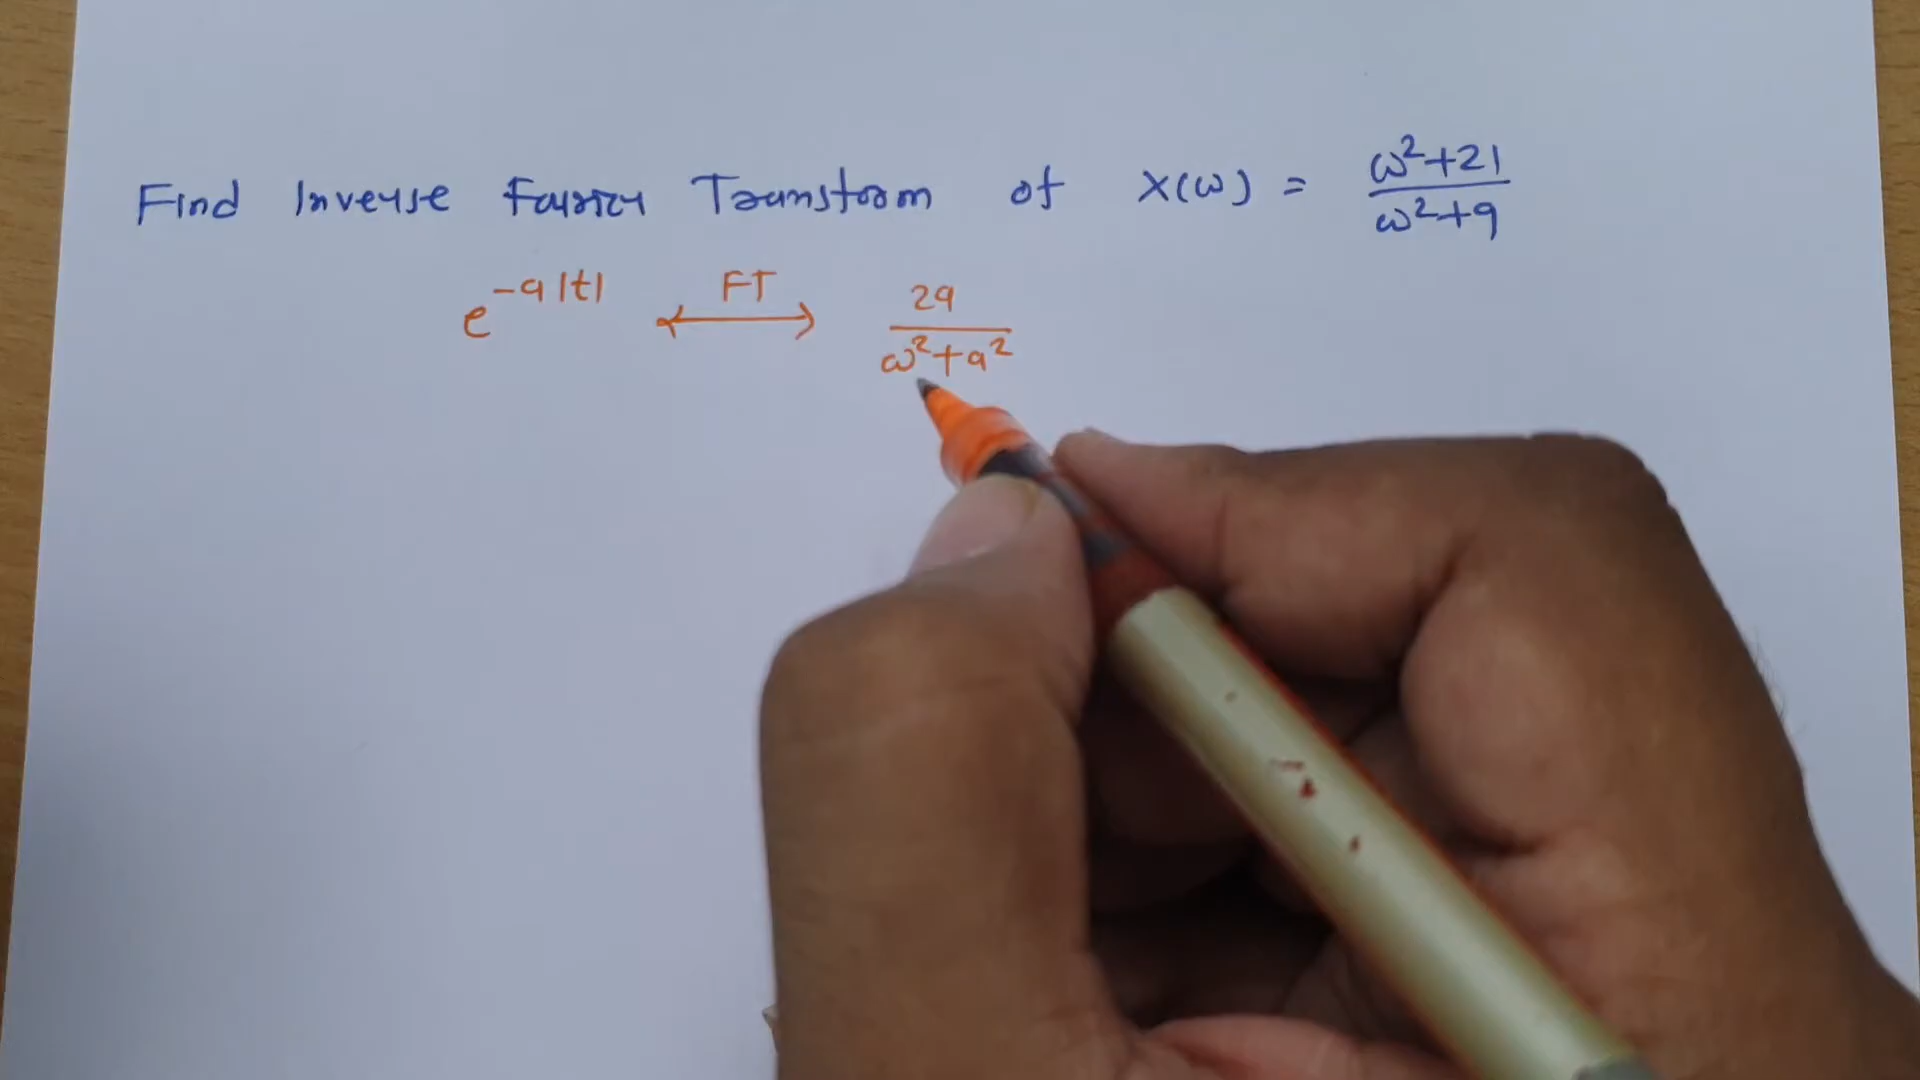 Find Inverse Fourier Transform of X(ω) = ω²+21 / ω²+9
e^-a|t| ←FT→ 2a / ω²+a²